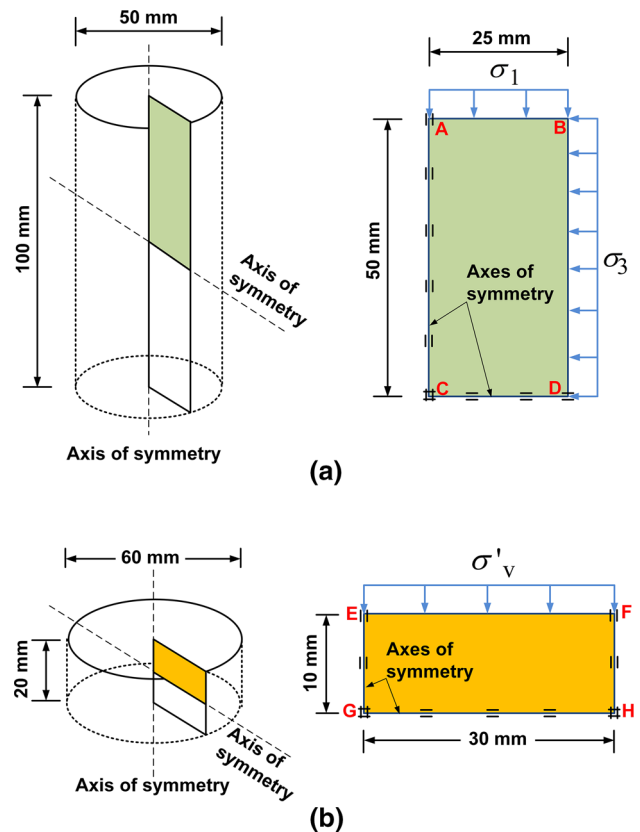 50 mm
100 mm
Axis of
symmetry
Axis of symmetry
25 mm
σ1
A
B
50 mm
σ3
Axes of
symmetry
C
D
(a)
60 mm
20 mm
Axis of
symmetry
Axis of symmetry
σ'v
E
F
10 mm
Axes of
symmetry
G
H
30 mm
(b)